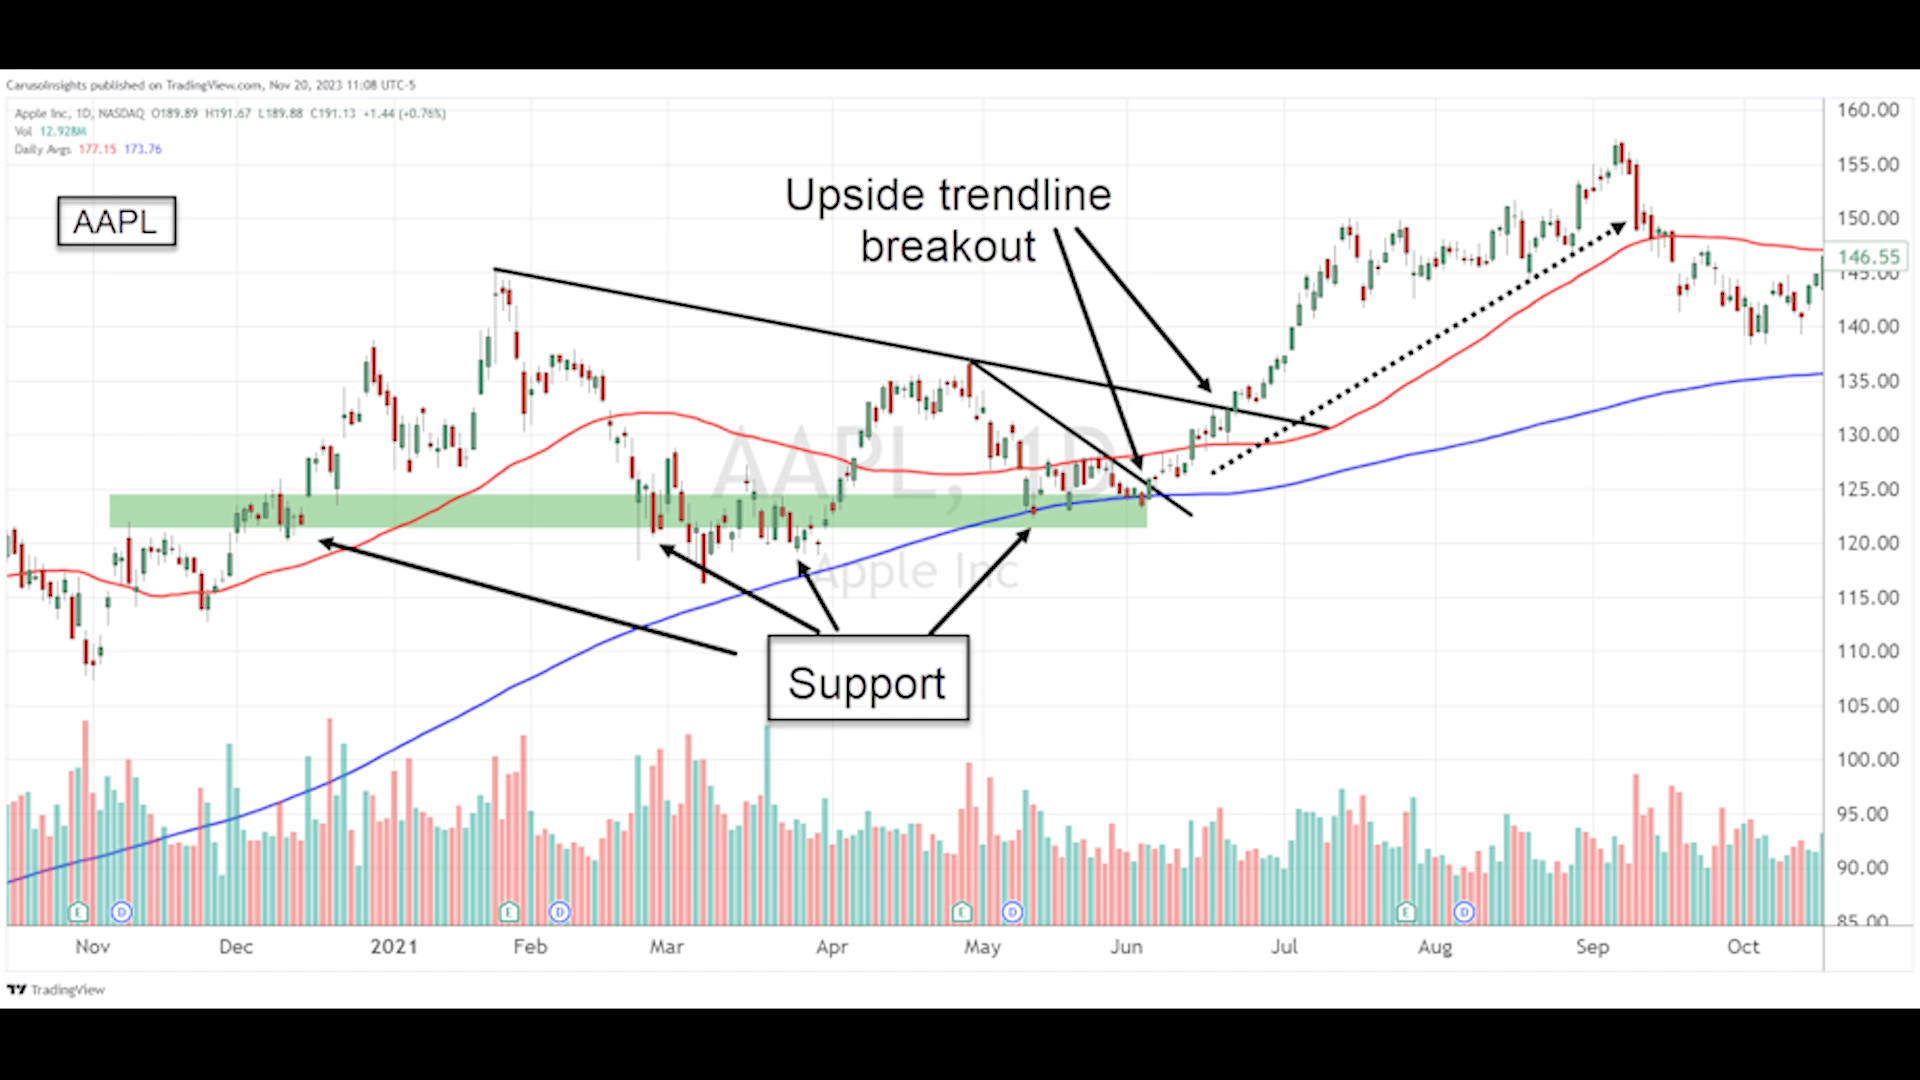 CarusoInsights published on TradingView.com, Nov 20, 2023 11:08 UTC-5
Apple Inc, 1D, NASDAQ O189.89 H191.67 L189.88 C191.13 +1.44 (+0.76%)
Vol 12.928M
Daily Avgs 177.15 173.76
AAPL
Upside trendline
breakout
AAPL, 1D
Apple Inc
Support
160.00
155.00
150.00
146.55
145.00
140.00
135.00
130.00
125.00
120.00
115.00
110.00
105.00
100.00
95.00
90.00
85.00
E D E D E D E D
Nov Dec 2021 Feb Mar Apr May Jun Jul Aug Sep Oct
TradingView